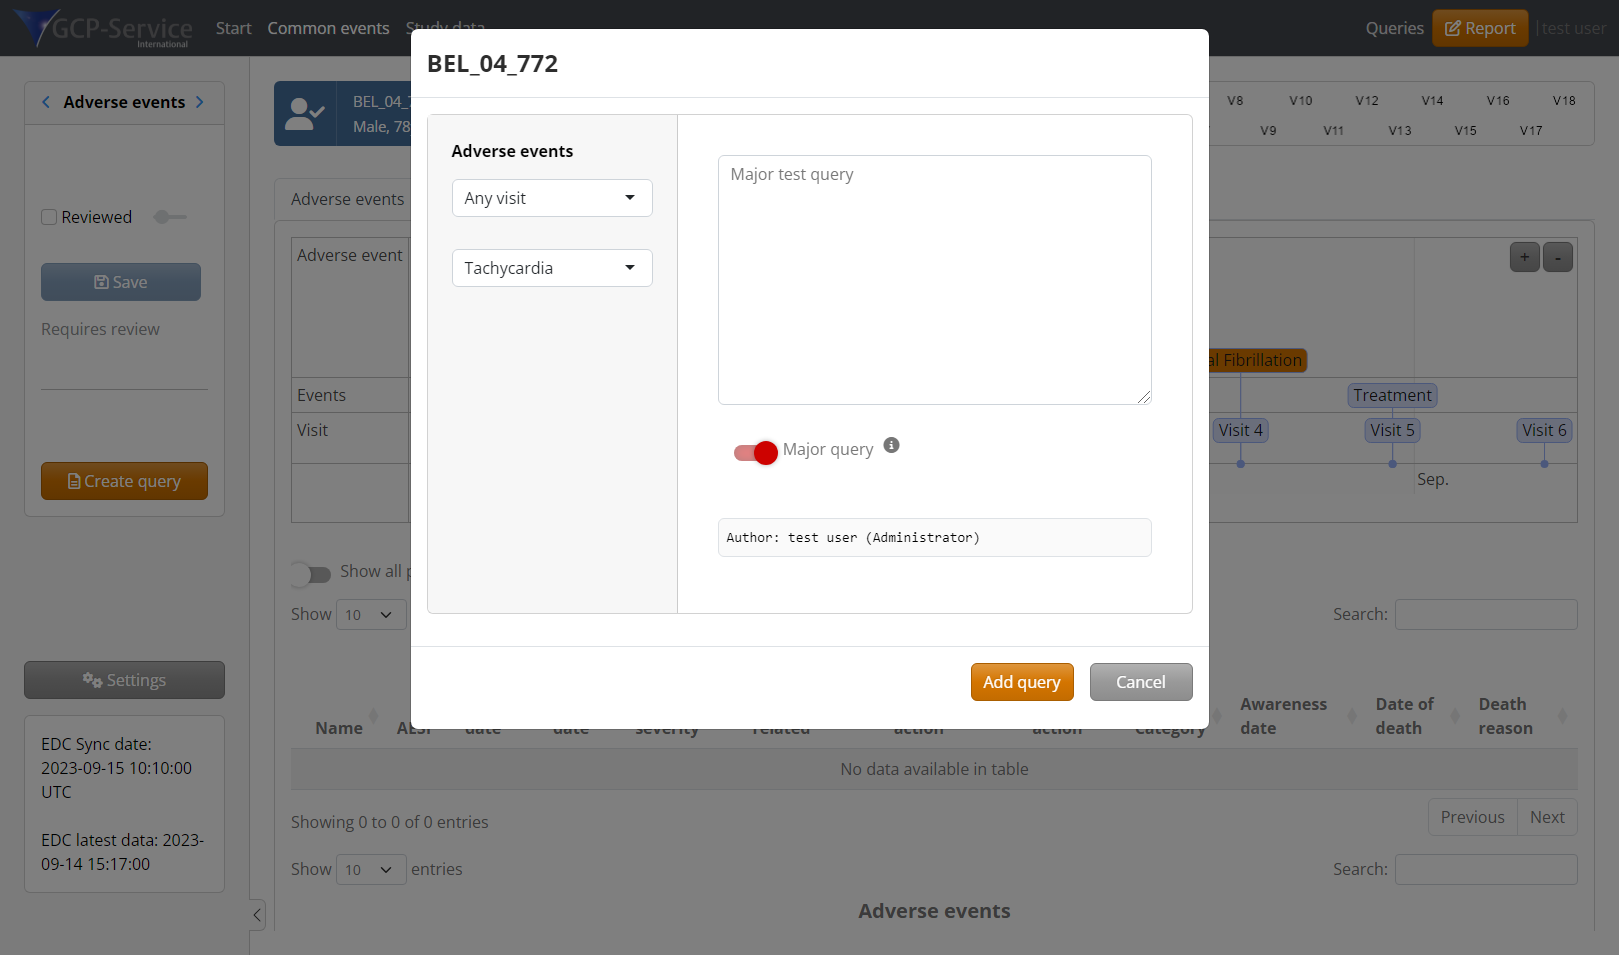 GCP-Service
International
Start
Common events
Study data
Queries
Report
test user
BEL_04_772
Adverse events
BEL_04_
Male, 78
V8
V10
V12
V14
V16
V18
V9
V11
V13
V15
V17
Adverse events
Any visit
Tachycardia
Major test query
Major query
Author: test user (Administrator)
Add query
Cancel
Reviewed
Save
Requires review
Create query
Settings
EDC Sync date:
2023-09-15 10:10:00
UTC
EDC latest data: 2023-
09-14 15:17:00
Adverse events
Adverse event
+
-
al Fibrillation
Events
Treatment
Visit
Visit 4
Visit 5
Visit 6
Sep.
Show all
Show 10
Search:
Name
date
date
severity
related
action
action
Category
Awareness
date
Date of
death
Death
reason
No data available in table
Showing 0 to 0 of 0 entries
Previous
Next
Show 10 entries
Search:
Adverse events